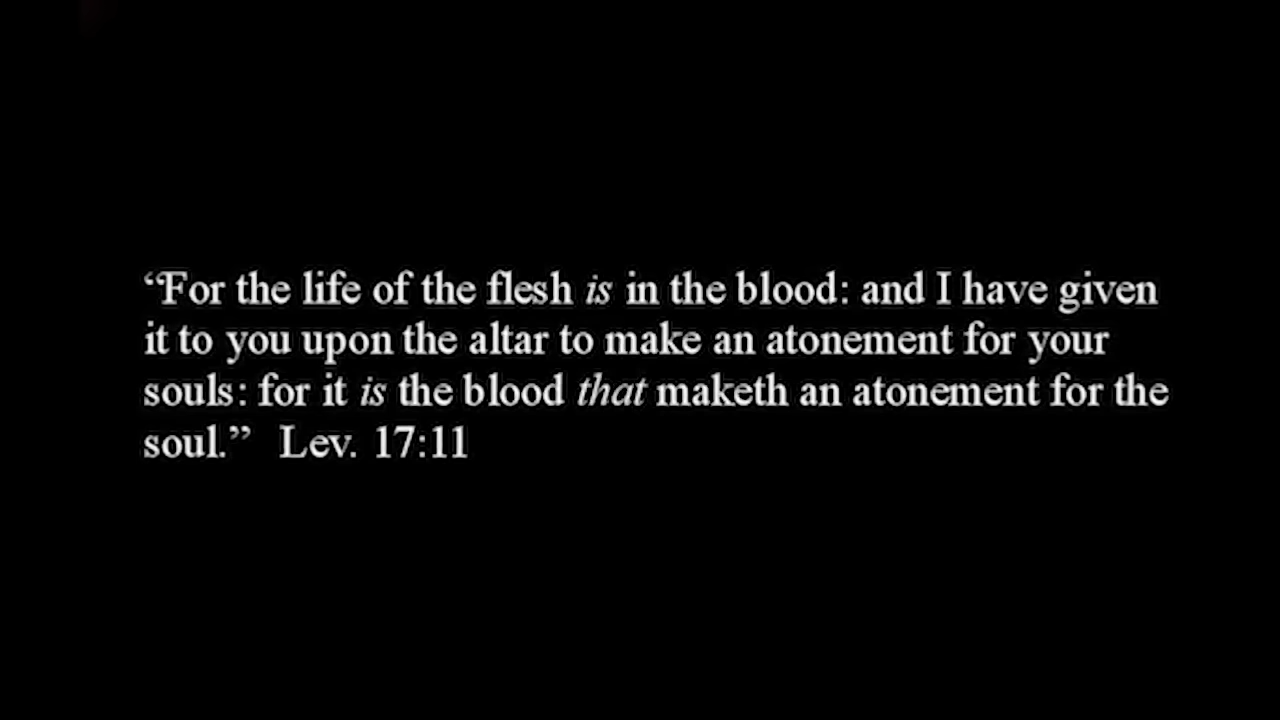 “For the life of the flesh is in the blood: and I have given
it to you upon the altar to make an atonement for your
souls: for it is the blood that maketh an atonement for the
soul.” Lev. 17:11